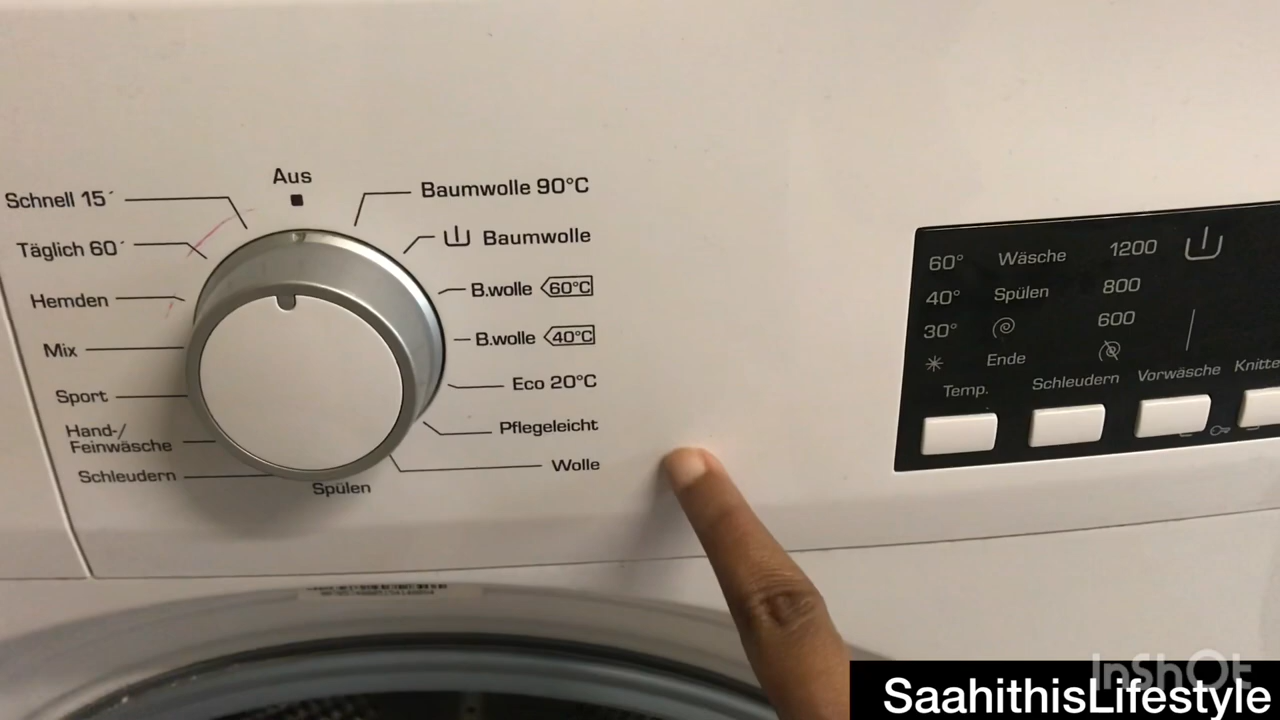 Aus
Schnell 15´
Täglich 60´
Hemden
Mix
Sport
Hand-/
Feinwäsche
Schleudern
Spülen
Baumwolle 90°C
Baumwolle
B.wolle 60°C
B.wolle 40°C
Eco 20°C
Pflegeleicht
Wolle
60° Wäsche 1200
40° Spülen 800
30° 600
Ende
Temp. Schleudern Vorwäsche Knitte
InShOt
SaahithisLifestyle